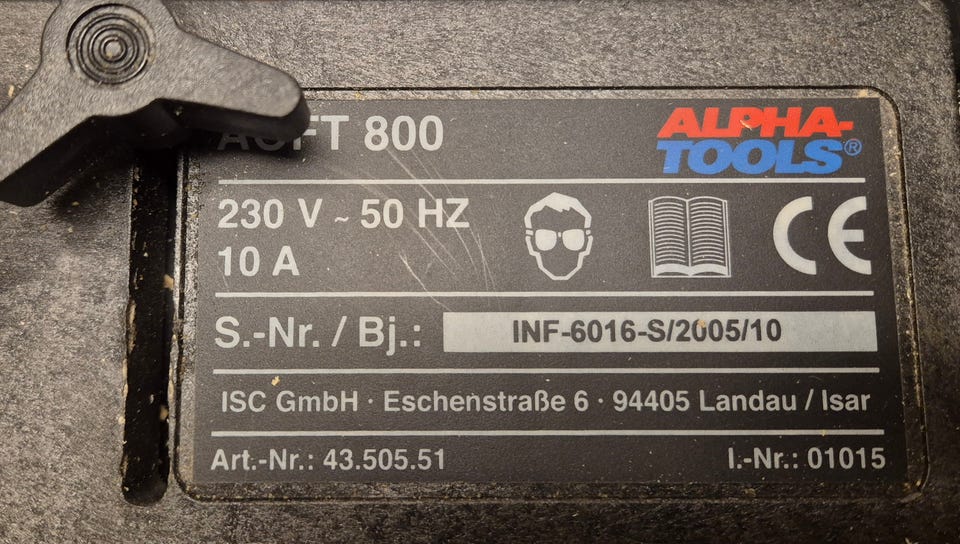 FT 800
ALPHA-
TOOLS®
230 V ~ 50 HZ
10 A
CE
S.-Nr. / Bj.: INF-6016-S/2005/10
ISC GmbH · Eschenstraße 6 · 94405 Landau / Isar
Art.-Nr.: 43.505.51 I.-Nr.: 01015